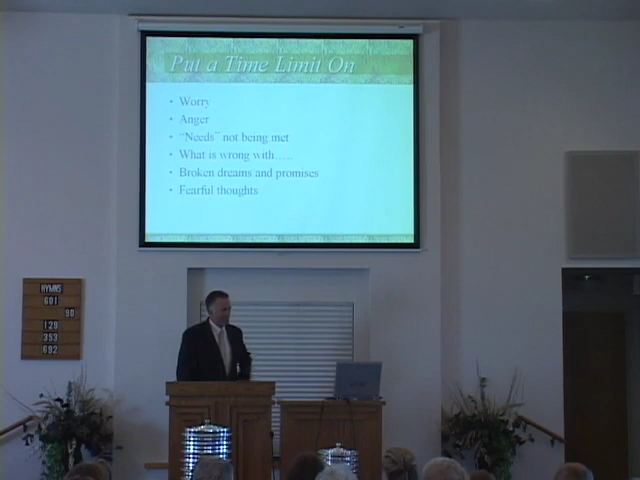 Put a Time Limit On
• Worry
• Anger
• "Needs" not being met
• What is wrong with.....
• Broken dreams and promises
• Fearful thoughts
HYMNS
601
90
129
353
692